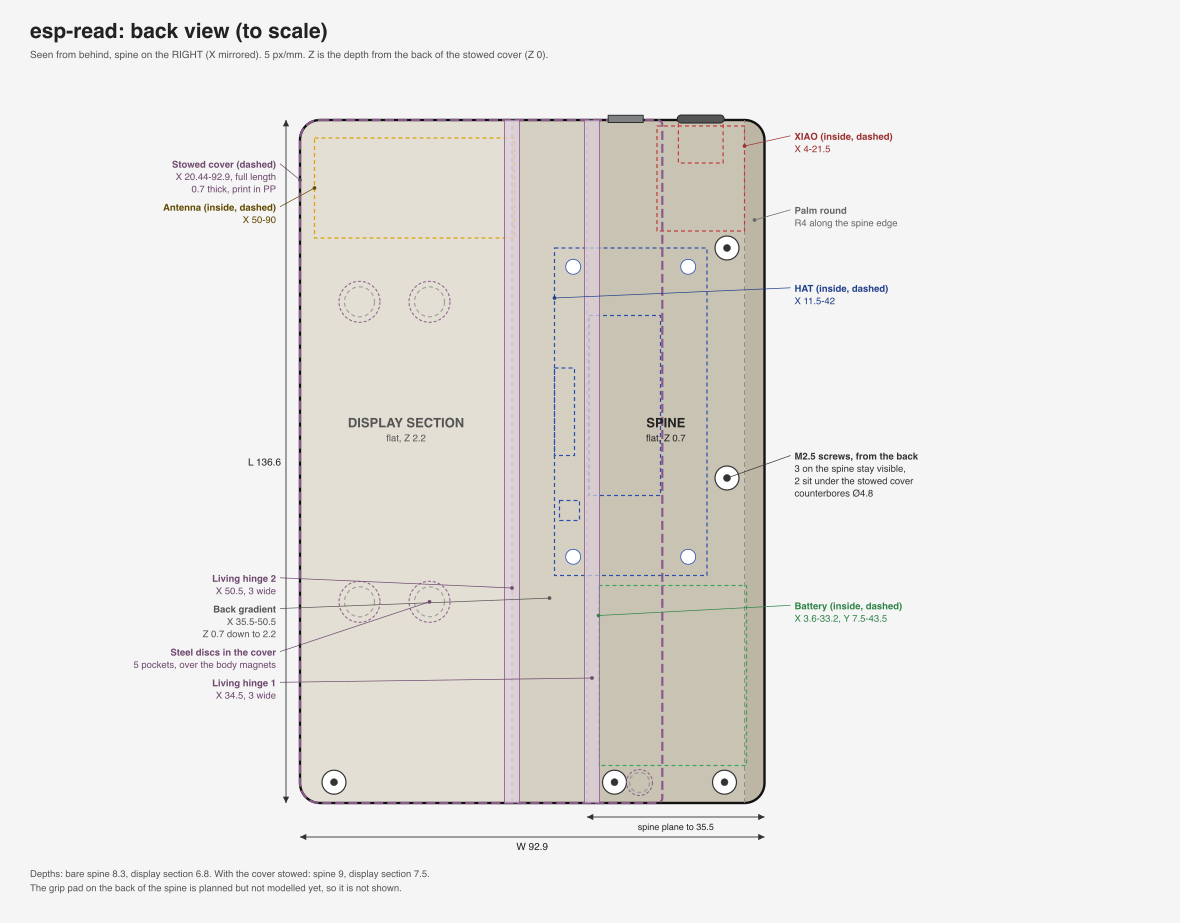 esp-read: back view (to scale)
Seen from behind, spine on the RIGHT (X mirrored). 5 px/mm. Z is the depth from the back of the stowed cover (Z 0).
XIAO (inside, dashed)
X 4-21.5
Stowed cover (dashed)
X 20.44-92.9, full length
0.7 thick, print in PP
Antenna (inside, dashed)
X 50-90
Palm round
R4 along the spine edge
HAT (inside, dashed)
X 11.5-42
DISPLAY SECTION
flat, Z 2.2
SPINE
flat, Z 0.7
L 136.6
M2.5 screws, from the back
3 on the spine stay visible,
2 sit under the stowed cover
counterbores Ø4.8
Living hinge 2
X 50.5, 3 wide
Back gradient
X 35.5-50.5
Z 0.7 down to 2.2
Battery (inside, dashed)
X 3.6-33.2, Y 7.5-43.5
Steel discs in the cover
5 pockets, over the body magnets
Living hinge 1
X 34.5, 3 wide
spine plane to 35.5
W 92.9
Depths: bare spine 8.3, display section 6.8. With the cover stowed: spine 9, display section 7.5.
The grip pad on the back of the spine is planned but not modelled yet, so it is not shown.